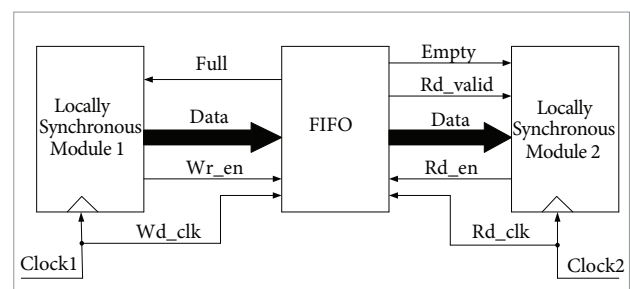 Full
Empty
Rd_valid
Locally
Synchronous
Module 1
Data
FIFO
Data
Locally
Synchronous
Module 2
Wr_en
Rd_en
Wd_clk
Rd_clk
Clock1
Clock2